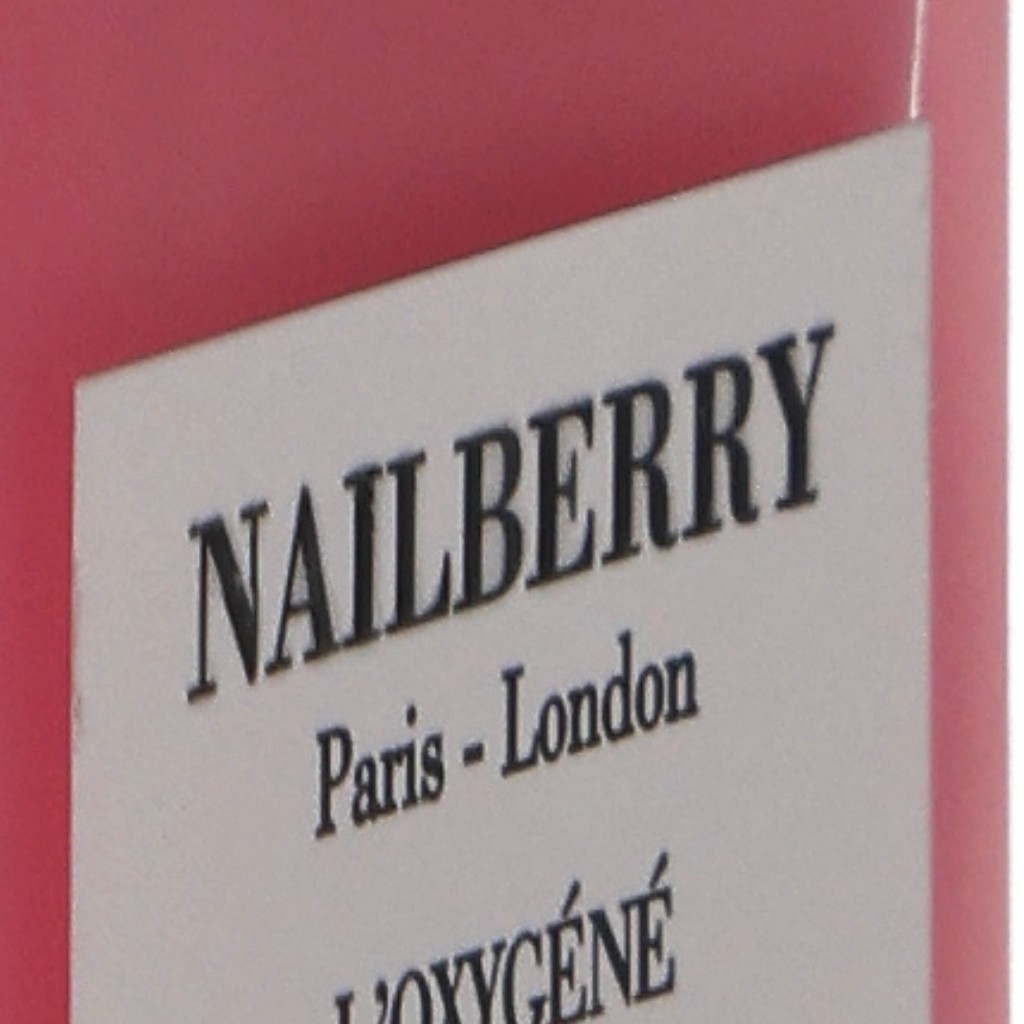 NAILBERRY
Paris - London
L'OXYGÉNÉ